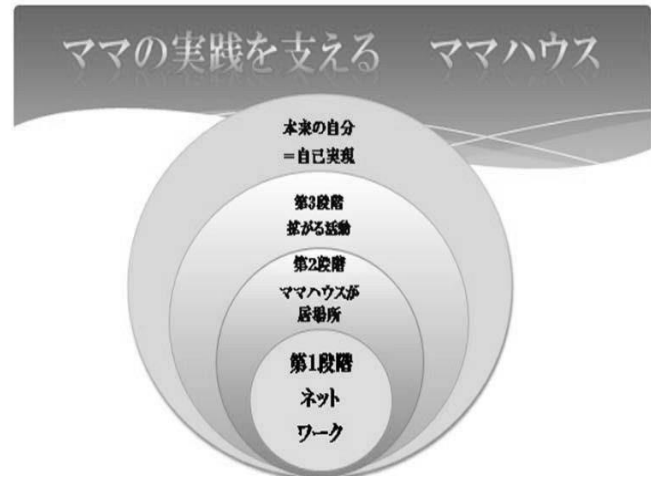 ママの実践を支える　ママハウス
本来の自分
＝自己実現
第3段階
拡がる活動
第2段階
ママハウスが
居場所
第1段階
ネット
ワーク